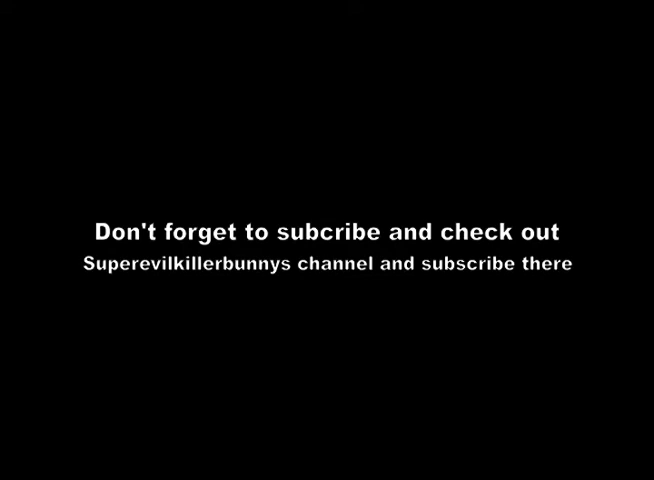 Don't forget to subcribe and check out
Superevilkillerbunnys channel and subscribe there